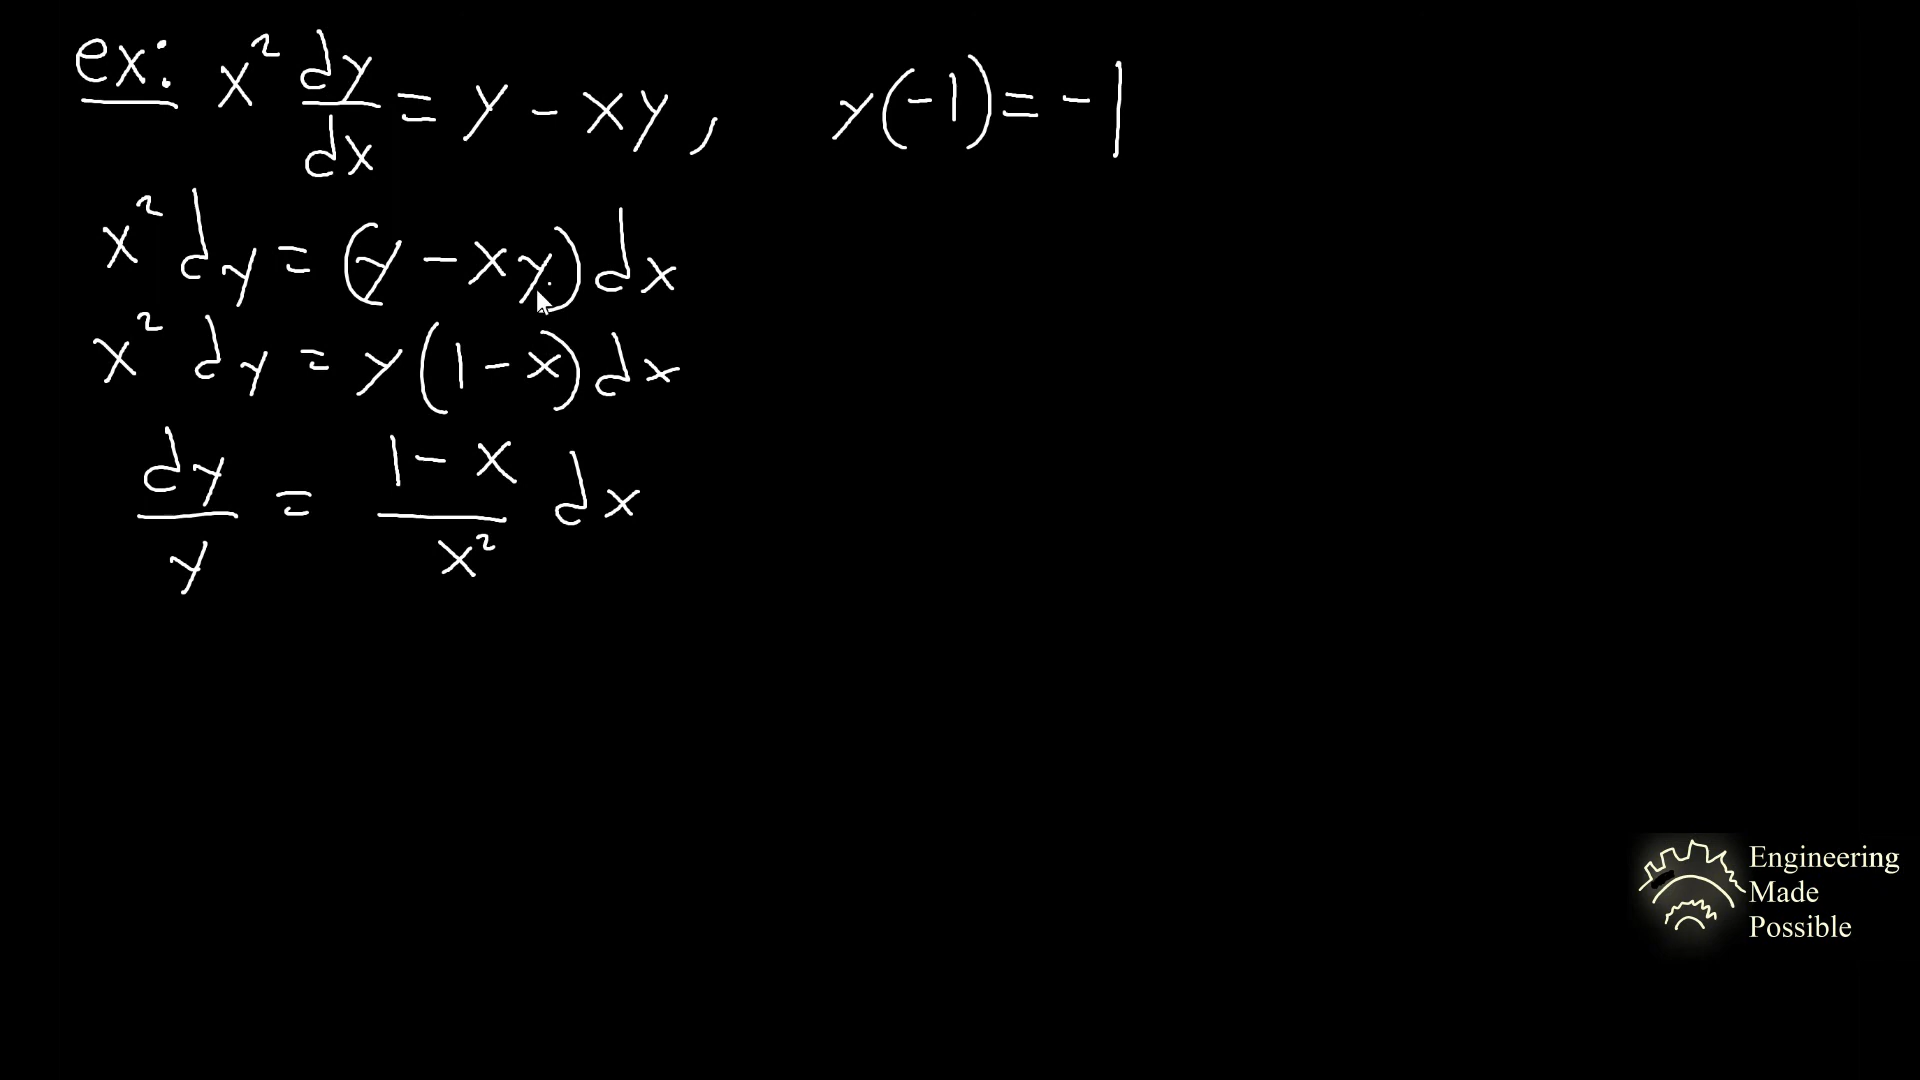 ex: x² dy/dx = y - xy, y(-1) = -1
x² dy = (y - xy)dx
x² dy = y(1 - x)dx
dy/y = 1 - x/x² dx
Engineering
Made
Possible